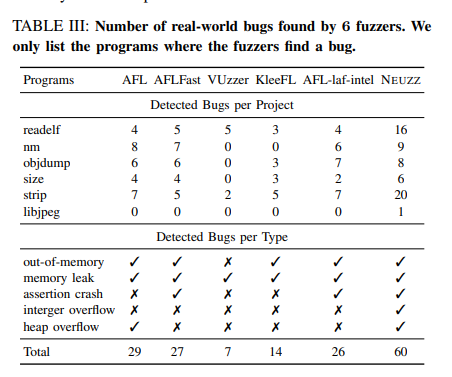 TABLE III: Number of real-world bugs found by 6 fuzzers. We
only list the programs where the fuzzers find a bug.
Programs AFL AFLFast VUzzer KleeFL AFL-laf-intel NEUZZ
Detected Bugs per Project
readelf 4 5 5 3 4 16
nm 8 7 0 0 6 9
objdump 6 6 0 3 7 8
size 4 4 0 3 2 6
strip 7 5 2 5 7 20
libjpeg 0 0 0 0 0 1
Detected Bugs per Type
out-of-memory ✓ ✓ ✗ ✓ ✓ ✓
memory leak ✓ ✓ ✓ ✓ ✓ ✓
assertion crash ✗ ✓ ✗ ✗ ✓ ✓
interger overflow ✗ ✗ ✗ ✗ ✗ ✓
heap overflow ✓ ✗ ✗ ✗ ✗ ✓
Total 29 27 7 14 26 60